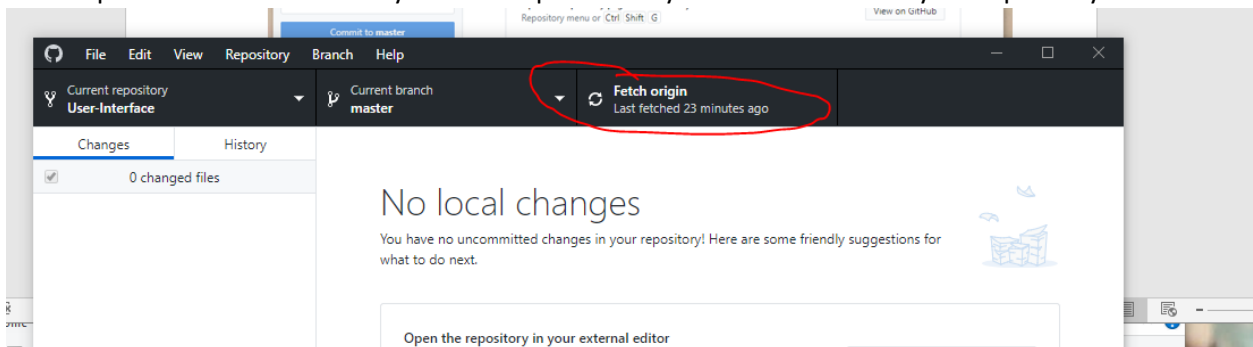 Repository menu or Ctrl Shift G
View on GitHub
Commit to master
File Edit View Repository Branch Help
Current repository
User-Interface
Current branch
master
Fetch origin
Last fetched 23 minutes ago
Changes History
0 changed files
No local changes
You have no uncommitted changes in your repository! Here are some friendly suggestions for
what to do next.
Open the repository in your external editor